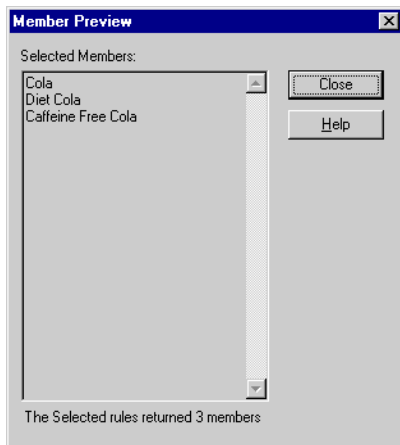 Member Preview
Selected Members:
Cola
Diet Cola
Caffeine Free Cola
Close
Help
The Selected rules returned 3 members